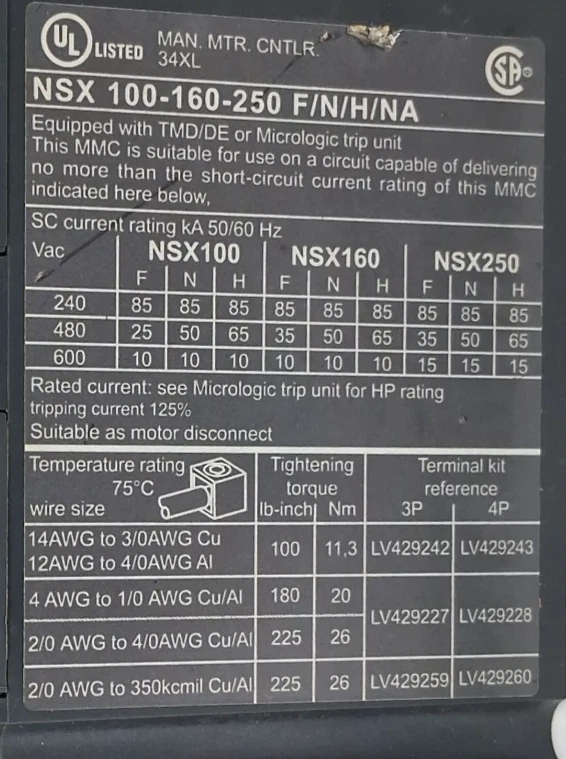 UL LISTED MAN. MTR. CNTLR.
34XL
SA
NSX 100-160-250 F/N/H/NA
Equipped with TMD/DE or Micrologic trip unit
This MMC is suitable for use on a circuit capable of delivering
no more than the short-circuit current rating of this MMC
indicated here below,
SC current rating kA 50/60 Hz
Vac NSX100 NSX160 NSX250
F N H F N H F N H
240 85 85 85 85 85 85 85 85 85
480 25 50 65 35 50 65 35 50 65
600 10 10 10 10 10 10 15 15 15
Rated current: see Micrologic trip unit for HP rating
tripping current 125%
Suitable as motor disconnect
Temperature rating Tightening Terminal kit
75°C torque reference
wire size lb-inch Nm 3P 4P
14AWG to 3/0AWG Cu
12AWG to 4/0AWG Al 100 11,3 LV429242 LV429243
4 AWG to 1/0 AWG Cu/Al 180 20
LV429227 LV429228
2/0 AWG to 4/0AWG Cu/Al 225 26
2/0 AWG to 350kcmil Cu/Al 225 26 LV429259 LV429260